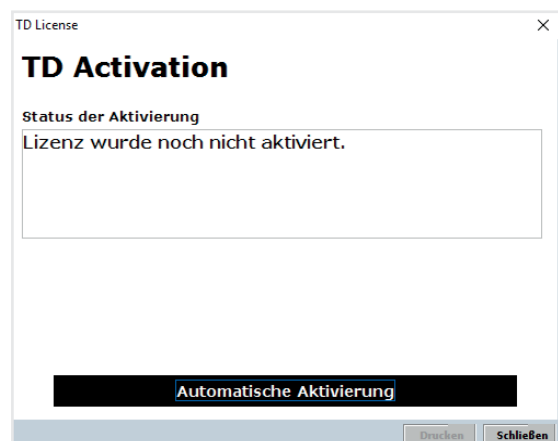 TD License
TD Activation
Status der Aktivierung
Lizenz wurde noch nicht aktiviert.
Automatische Aktivierung
Drucken Schließen